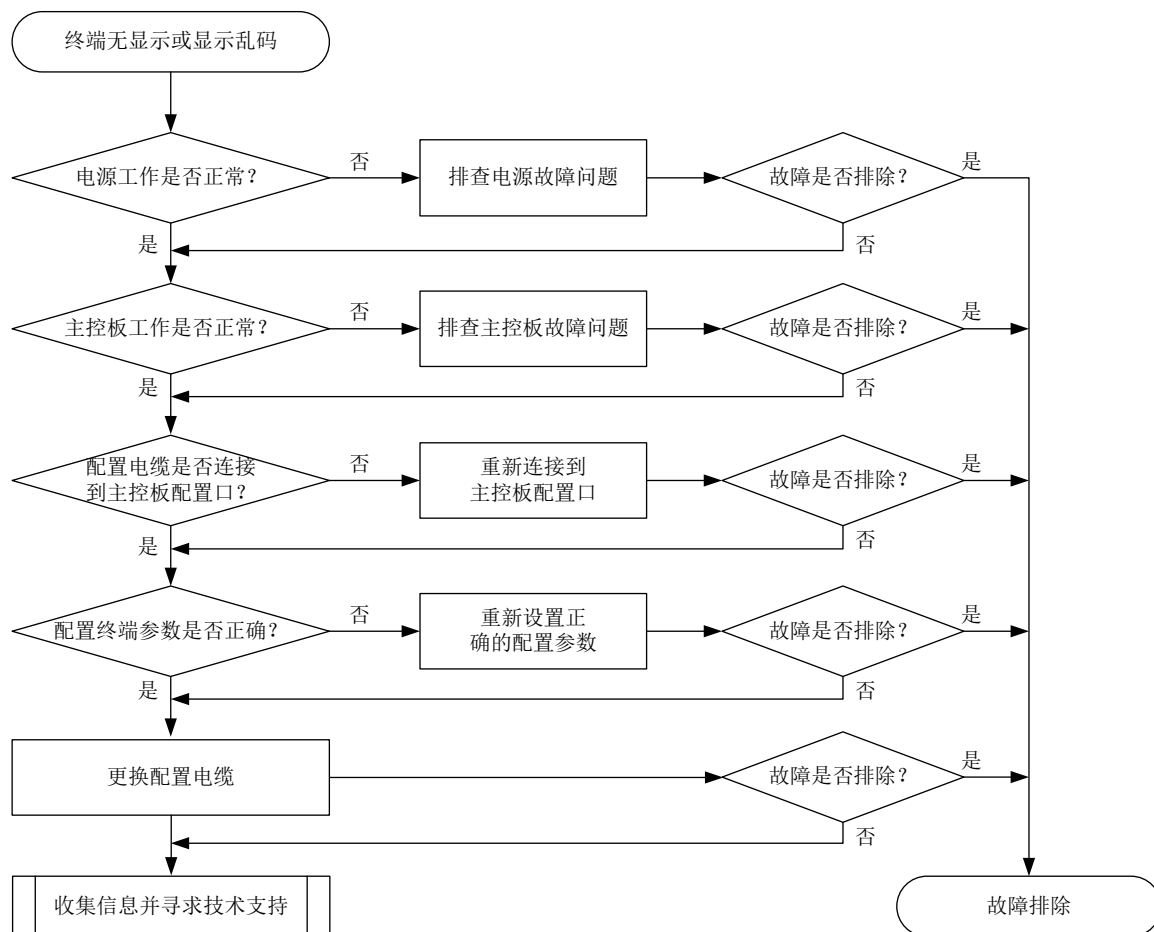 终端无显示或显示乱码
电源工作是否正常?
否
排查电源故障问题
故障是否排除?
是
是
否
主控板工作是否正常?
否
排查主控板故障问题
故障是否排除?
是
是
否
配置电缆是否连接
到主控板配置口?
否
重新连接到
主控板配置口
故障是否排除?
是
是
否
配置终端参数是否正确?
否
重新设置正
确的配置参数
故障是否排除?
是
是
否
更换配置电缆
故障是否排除?
是
否
收集信息并寻求技术支持
故障排除